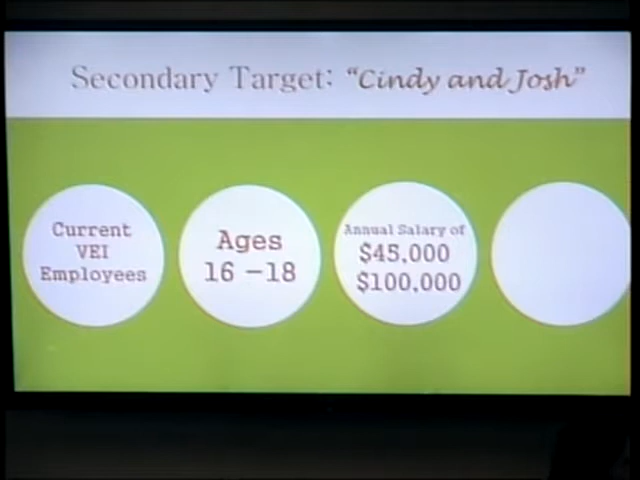 Secondary Target: "Cindy and Josh"
Current
VEI
Employees
Ages
16 – 18
Annual Salary of
$45,000
$100,000